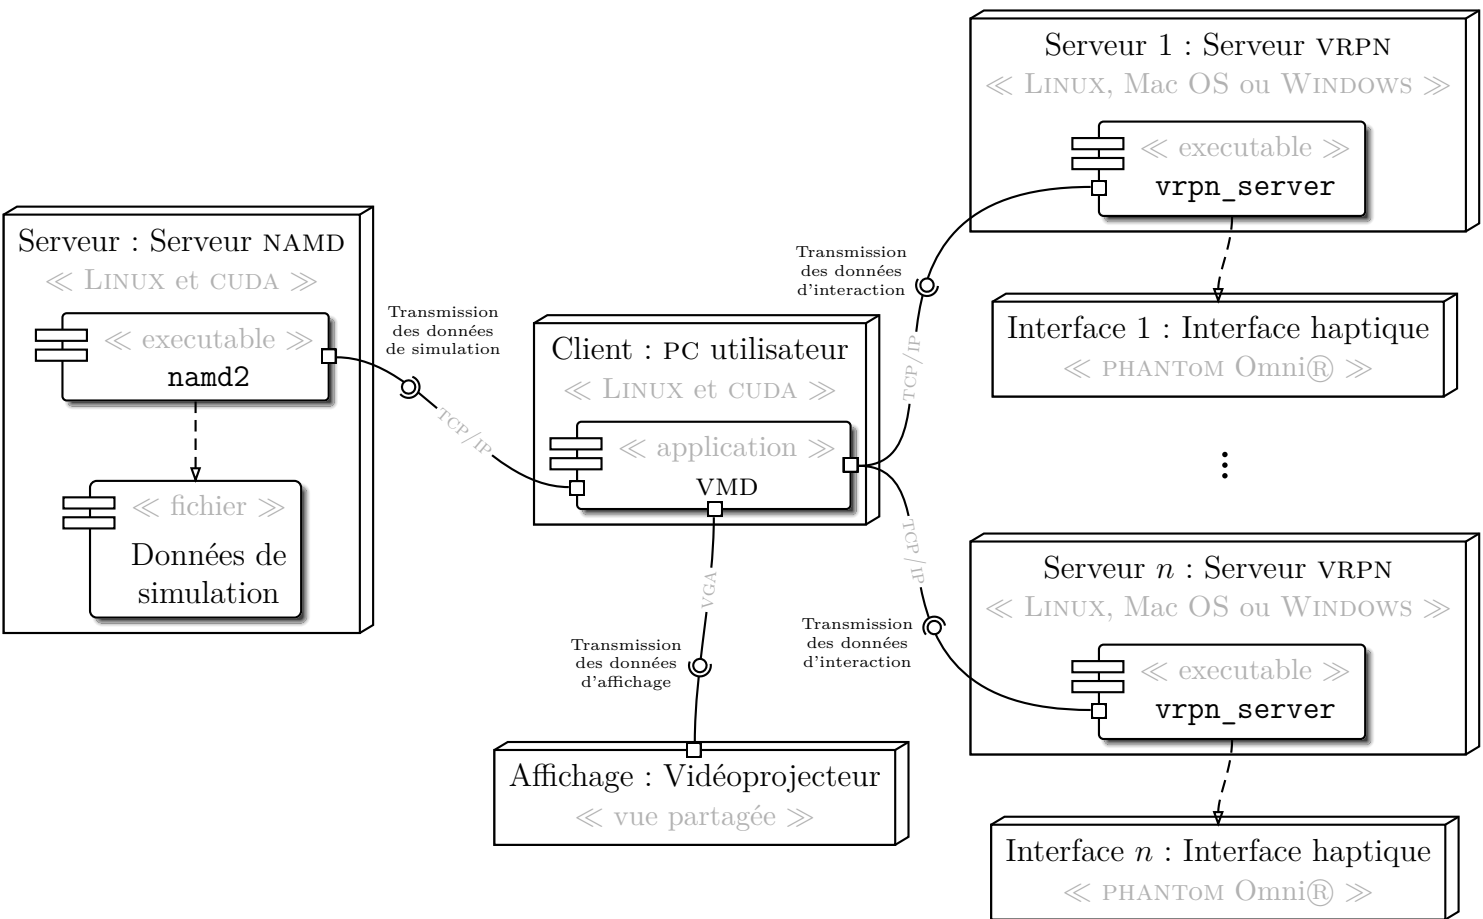 Serveur : Serveur NAMD
≪ LINUX et CUDA ≫
≪ executable ≫
namd2
≪ fichier ≫
Données de
simulation
Transmission
des données
de simulation
TCP/IP
Client : PC utilisateur
≪ LINUX et CUDA ≫
≪ application ≫
VMD
VGA
Transmission
des données
d'affichage
Affichage : Vidéoprojecteur
≪ vue partagée ≫
Transmission
des données
d'interaction
TCP/IP
Serveur 1 : Serveur VRPN
≪ LINUX, Mac OS ou WINDOWS ≫
≪ executable ≫
vrpn_server
Interface 1 : Interface haptique
≪ PHANToM Omni® ≫
⋮
TCP/IP
Transmission
des données
d'interaction
Serveur n : Serveur VRPN
≪ LINUX, Mac OS ou WINDOWS ≫
≪ executable ≫
vrpn_server
Interface n : Interface haptique
≪ PHANToM Omni® ≫